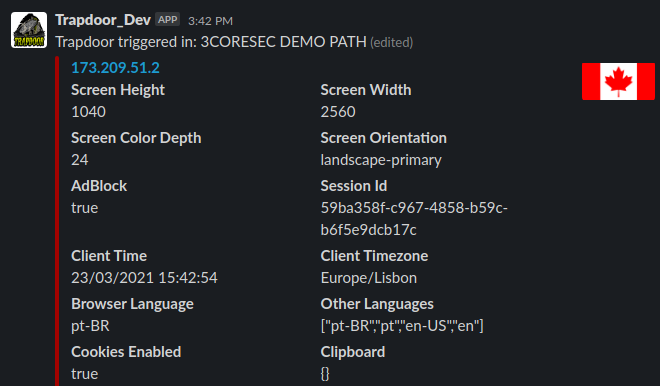 Trapdoor_Dev APP 3:42 PM
Trapdoor triggered in: 3CORESEC DEMO PATH (edited)
173.209.51.2
Screen Height Screen Width
1040 2560
Screen Color Depth Screen Orientation
24 landscape-primary
AdBlock Session Id
true 59ba358f-c967-4858-b59c-
b6f5e9dcb17c
Client Time Client Timezone
23/03/2021 15:42:54 Europe/Lisbon
Browser Language Other Languages
pt-BR ["pt-BR","pt","en-US","en"]
Cookies Enabled Clipboard
true {}
TRAPDOOR